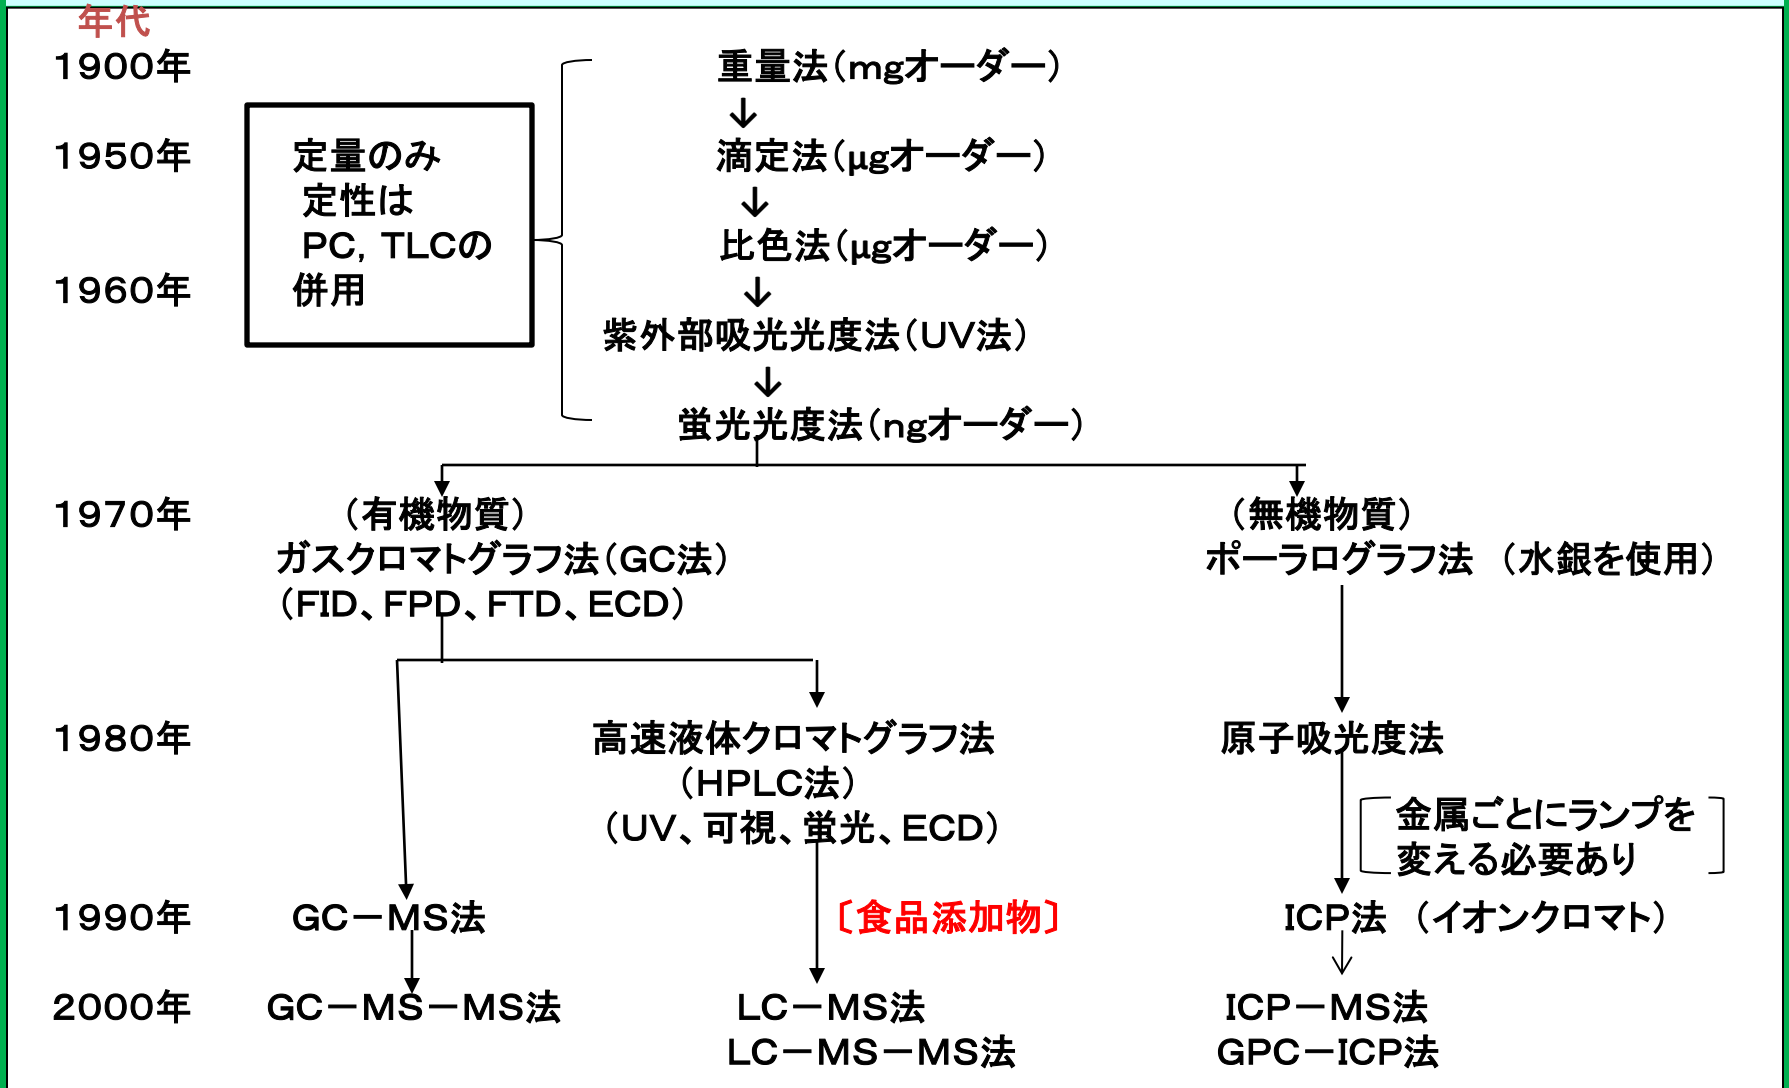 年代
1900年
重量法（mgオーダー）
↓
1950年
滴定法（μgオーダー）
定量のみ
定性は
PC，TLCの
併用
↓
比色法（μgオーダー）
1960年
↓
紫外部吸光光度法（UV法）
↓
蛍光光度法（ngオーダー）
1970年
（有機物質）
ガスクロマトグラフ法（GC法）
（FID、FPD、FTD、ECD）
（無機物質）
ポーラログラフ法 （水銀を使用）
1980年
高速液体クロマトグラフ法
（HPLC法）
（UV、可視、蛍光、ECD）
原子吸光度法
金属ごとにランプを
変える必要あり
1990年
GC－MS法
〔食品添加物〕
ICP法 （イオンクロマト）
2000年
GC－MS－MS法
LC－MS法
LC－MS－MS法
ICP－MS法
GPC－ICP法